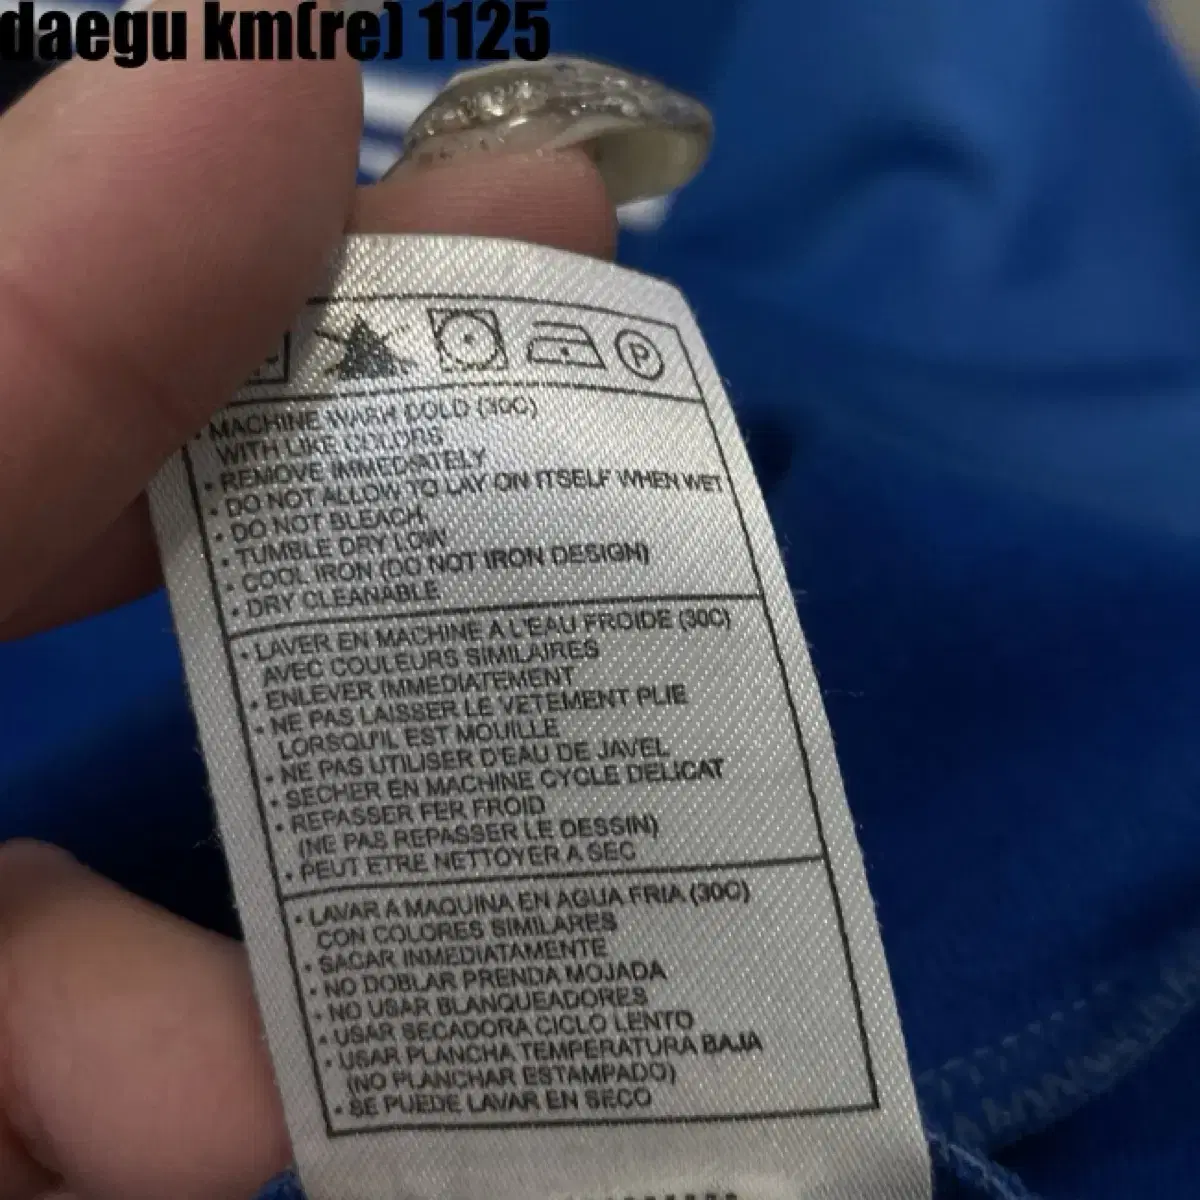 daegu km(re) 1125
P
• MACHINE WASH COLD (30C)
WITH LIKE COLORS
• REMOVE IMMEDIATELY
• DO NOT ALLOW TO LAY ON ITSELF WHEN WET
• DO NOT BLEACH
• TUMBLE DRY LOW
• COOL IRON (DO NOT IRON DESIGN)
• DRY CLEANABLE
• LAVER EN MACHINE A L'EAU FROIDE (30C)
AVEC COULEURS SIMILAIRES
• ENLEVER IMMEDIATEMENT
• NE PAS LAISSER LE VETEMENT PLIE
LORSQU'IL EST MOUILLE
• NE PAS UTILISER D'EAU DE JAVEL
• SECHER EN MACHINE CYCLE DELICAT
• REPASSER FER FROID
(NE PAS REPASSER LE DESSIN)
• PEUT ETRE NETTOYER A SEC
• LAVAR A MAQUINA EN AGUA FRIA (30C)
CON COLORES SIMILARES
• SACAR INMEDIATAMENTE
• NO DOBLAR PRENDA MOJADA
• NO USAR BLANQUEADORES
• USAR SECADORA CICLO LENTO
• USAR PLANCHA TEMPERATURA BAJA
(NO PLANCHAR ESTAMPADO)
• SE PUEDE LAVAR EN SECO